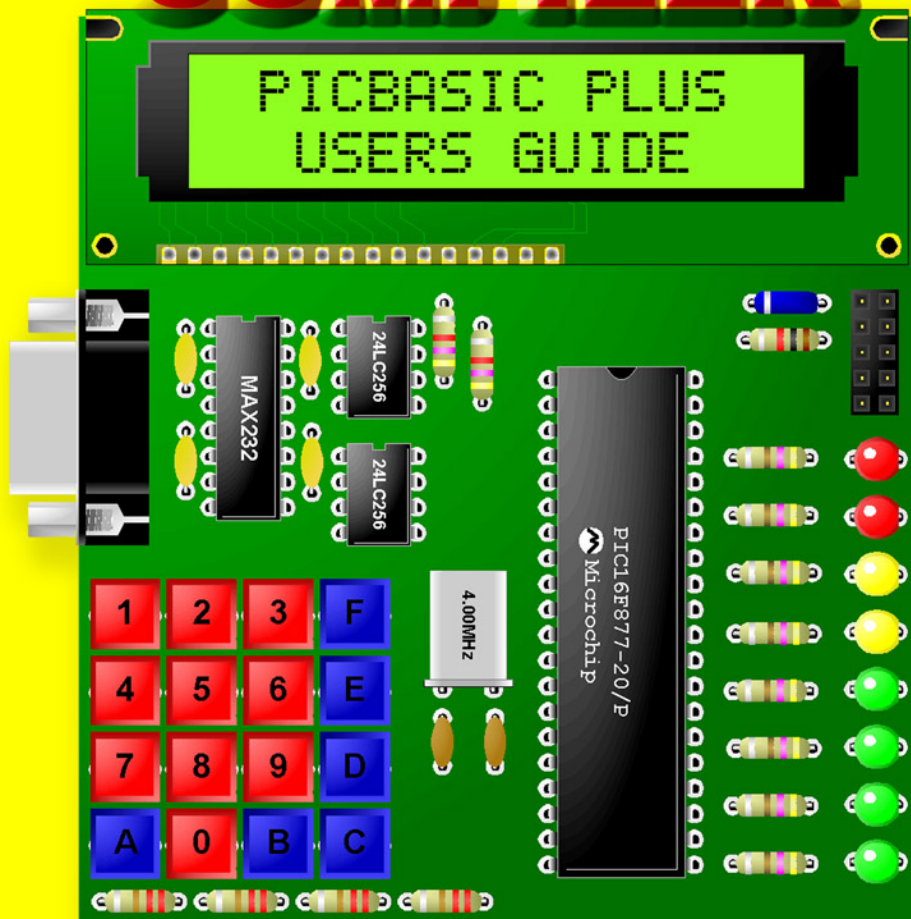 COMPILER
PICBASIC PLUS
USERS GUIDE
MAX232
24LC256
24LC256
PIC16F877-20/P
Microchip
4.00MHz
1 2 3 F
4 5 6 E
7 8 9 D
A 0 B C